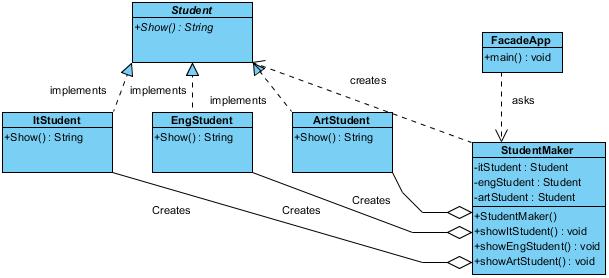 Student
+Show() : String
FacadeApp
+main() : void
creates
implements
implements
implements
asks
ItStudent
+Show() : String
EngStudent
+Show() : String
ArtStudent
+Show() : String
StudentMaker
-itStudent : Student
-engStudent : Student
-artStudent : Student
+StudentMaker()
+showItStudent() : void
+showEngStudent() : void
+showArtStudent() : void
Creates
Creates
Creates